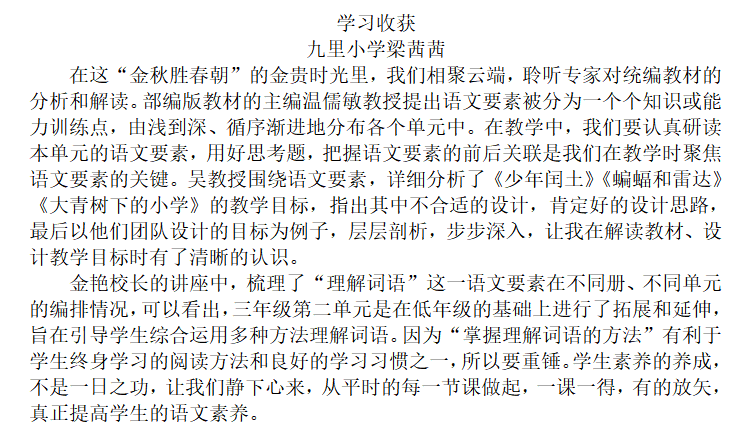 学习收获
九里小学梁茜茜
在这“金秋胜春朝”的金贵时光里，我们相聚云端，聆听专家对统编教材的
分析和解读。部编版教材的主编温儒敏教授提出语文要素被分为一个个知识或能
力训练点，由浅到深、循序渐进地分布各个单元中。在教学中，我们要认真研读
本单元的语文要素，用好思考题，把握语文要素的前后关联是我们在教学时聚焦
语文要素的关键。吴教授围绕语文要素，详细分析了《少年闰土》《蝙蝠和雷达》
《大青树下的小学》的教学目标，指出其中不合适的设计，肯定好的设计思路，
最后以他们团队设计的目标为例子，层层剖析，步步深入，让我在解读教材、设
计教学目标时有了清晰的认识。
金艳校长的讲座中，梳理了“理解词语”这一语文要素在不同册、不同单元
的编排情况，可以看出，三年级第二单元是在低年级的基础上进行了拓展和延伸，
旨在引导学生综合运用多种方法理解词语。因为“掌握理解词语的方法”有利于
学生终身学习的阅读方法和良好的学习习惯之一，所以要重锤。学生素养的养成，
不是一日之功，让我们静下心来，从平时的每一节课做起，一课一得，有的放矢，
真正提高学生的语文素养。